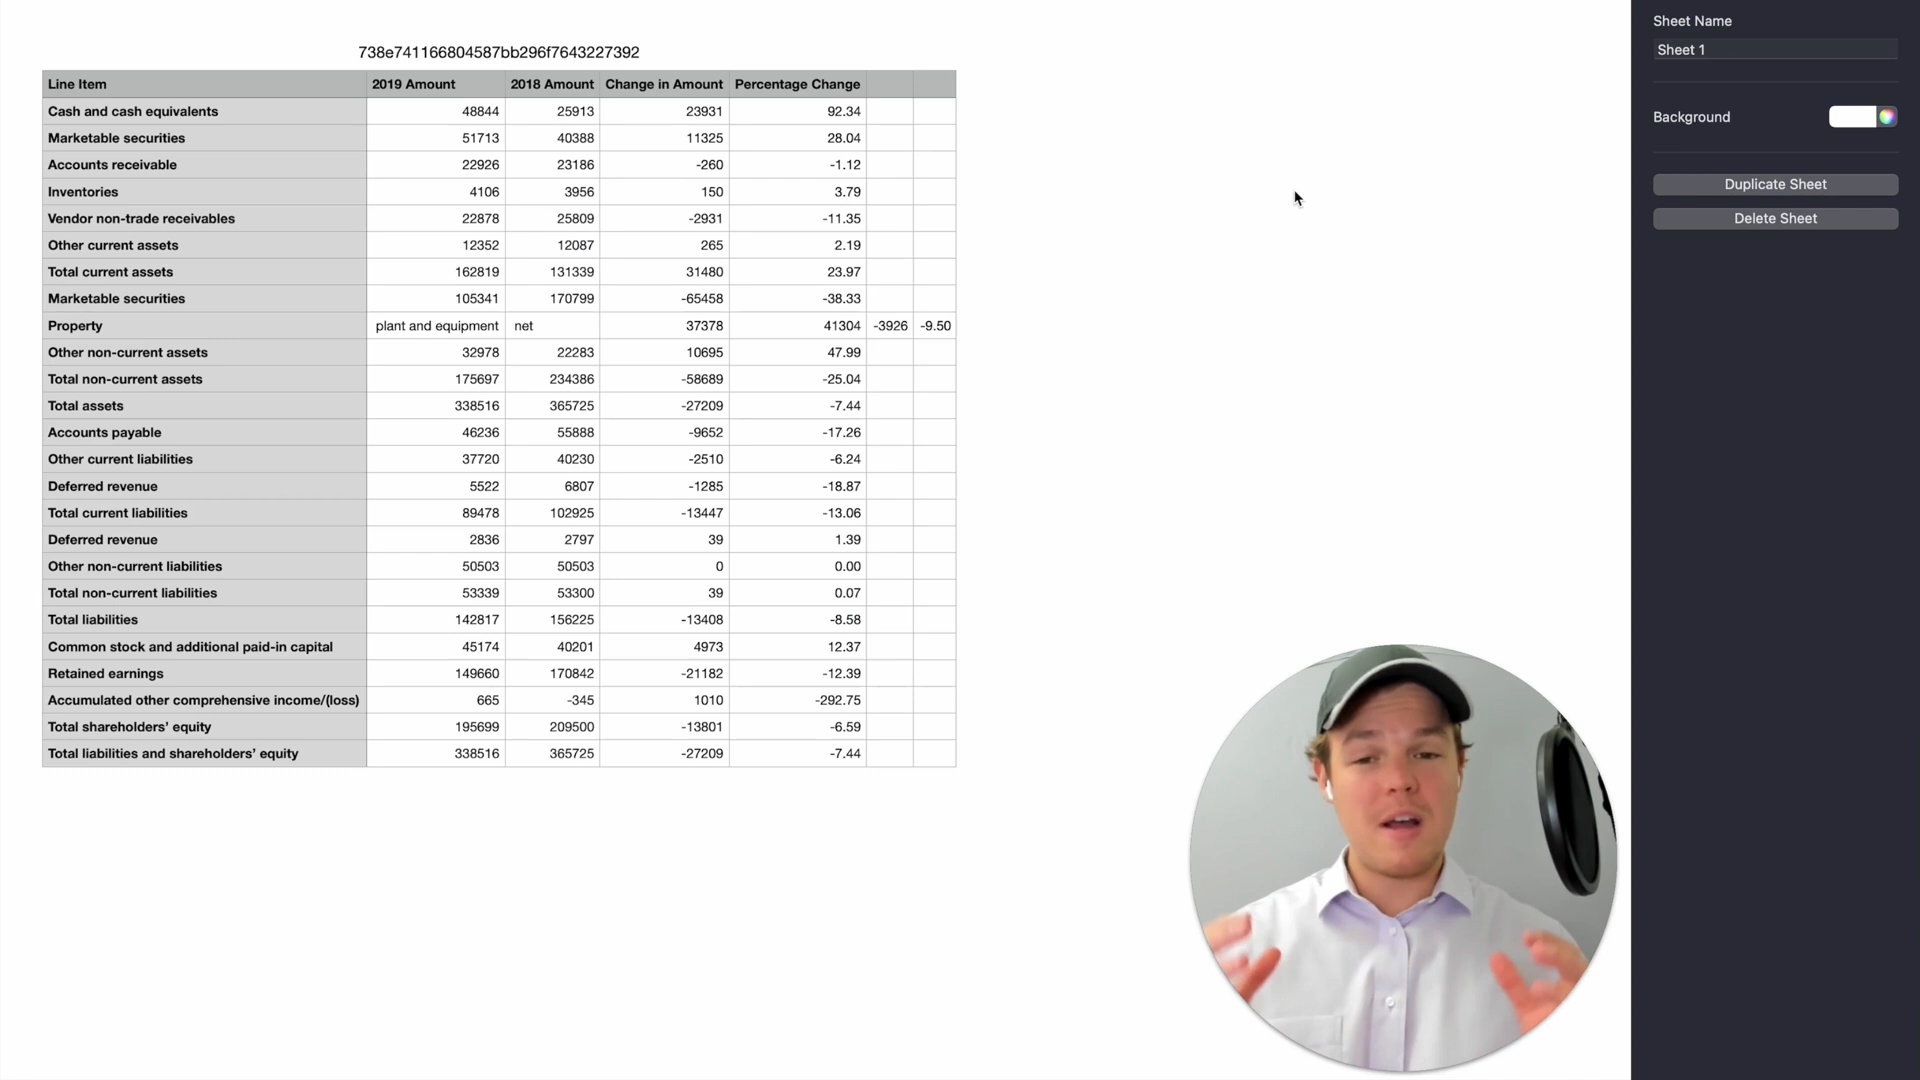 738e741166804587bb296f7643227392
Line Item 2019 Amount 2018 Amount Change in Amount Percentage Change
Cash and cash equivalents 48844 25913 23931 92.34
Marketable securities 51713 40388 11325 28.04
Accounts receivable 22926 23186 -260 -1.12
Inventories 4106 3956 150 3.79
Vendor non-trade receivables 22878 25809 -2931 -11.35
Other current assets 12352 12087 265 2.19
Total current assets 162819 131339 31480 23.97
Marketable securities 105341 170799 -65458 -38.33
Property plant and equipment net 37378 41304 -3926 -9.50
Other non-current assets 32978 22283 10695 47.99
Total non-current assets 175697 234386 -58689 -25.04
Total assets 338516 365725 -27209 -7.44
Accounts payable 46236 55888 -9652 -17.26
Other current liabilities 37720 40230 -2510 -6.24
Deferred revenue 5522 6807 -1285 -18.87
Total current liabilities 89478 102925 -13447 -13.06
Deferred revenue 2836 2797 39 1.39
Other non-current liabilities 50503 50503 0 0.00
Total non-current liabilities 53339 53300 39 0.07
Total liabilities 142817 156225 -13408 -8.58
Common stock and additional paid-in capital 45174 40201 4973 12.37
Retained earnings 149660 170842 -21182 -12.39
Accumulated other comprehensive income/(loss) 665 -345 1010 -292.75
Total shareholders’ equity 195699 209500 -13801 -6.59
Total liabilities and shareholders’ equity 338516 365725 -27209 -7.44
Sheet Name
Sheet 1
Background
Duplicate Sheet
Delete Sheet